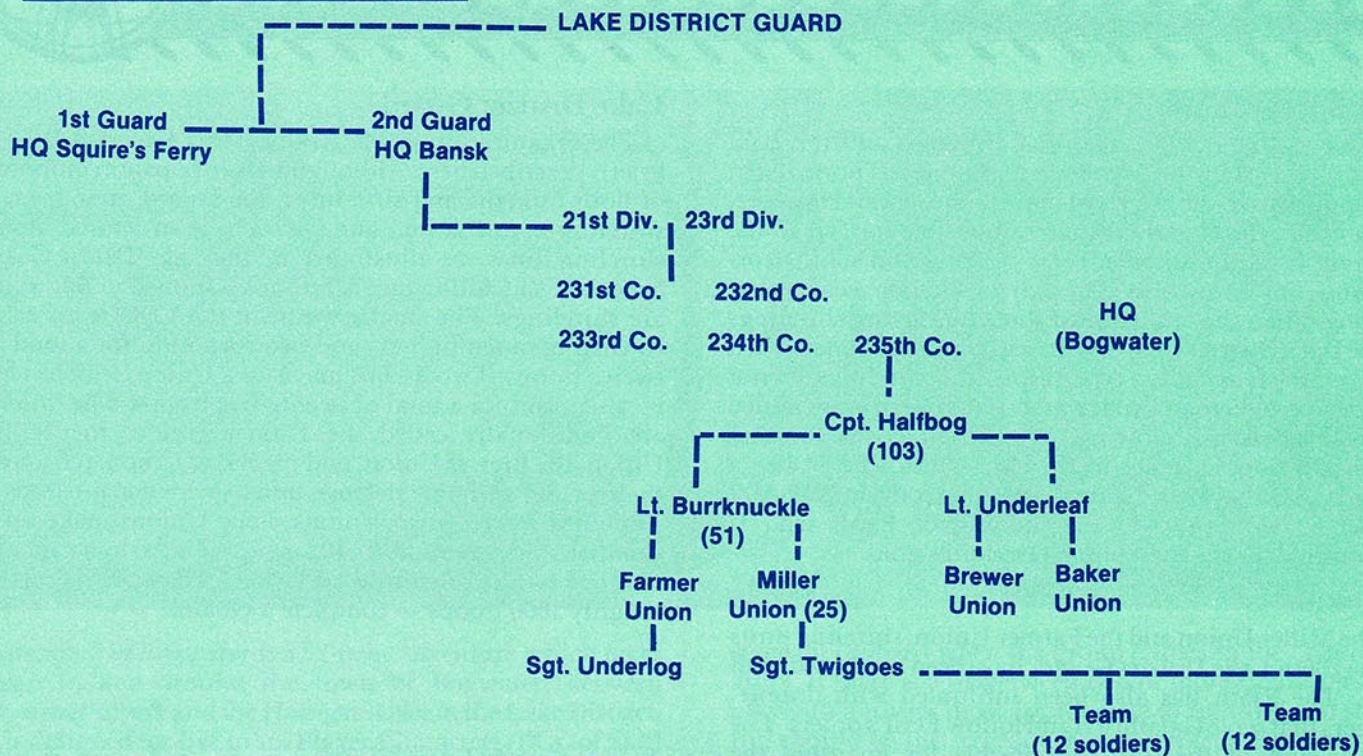 LAKE DISTRICT GUARD
1st Guard
HQ Squire's Ferry
2nd Guard
HQ Bansk
21st Div.
23rd Div.
231st Co.
232nd Co.
233rd Co.
234th Co.
235th Co.
HQ
(Bogwater)
Cpt. Halfbog
(103)
Lt. Burrknuckle
(51)
Lt. Underleaf
Farmer
Union
Miller
Union (25)
Brewer
Union
Baker
Union
Sgt. Underlog
Sgt. Twigtoes
Team
(12 soldiers)
Team
(12 soldiers)